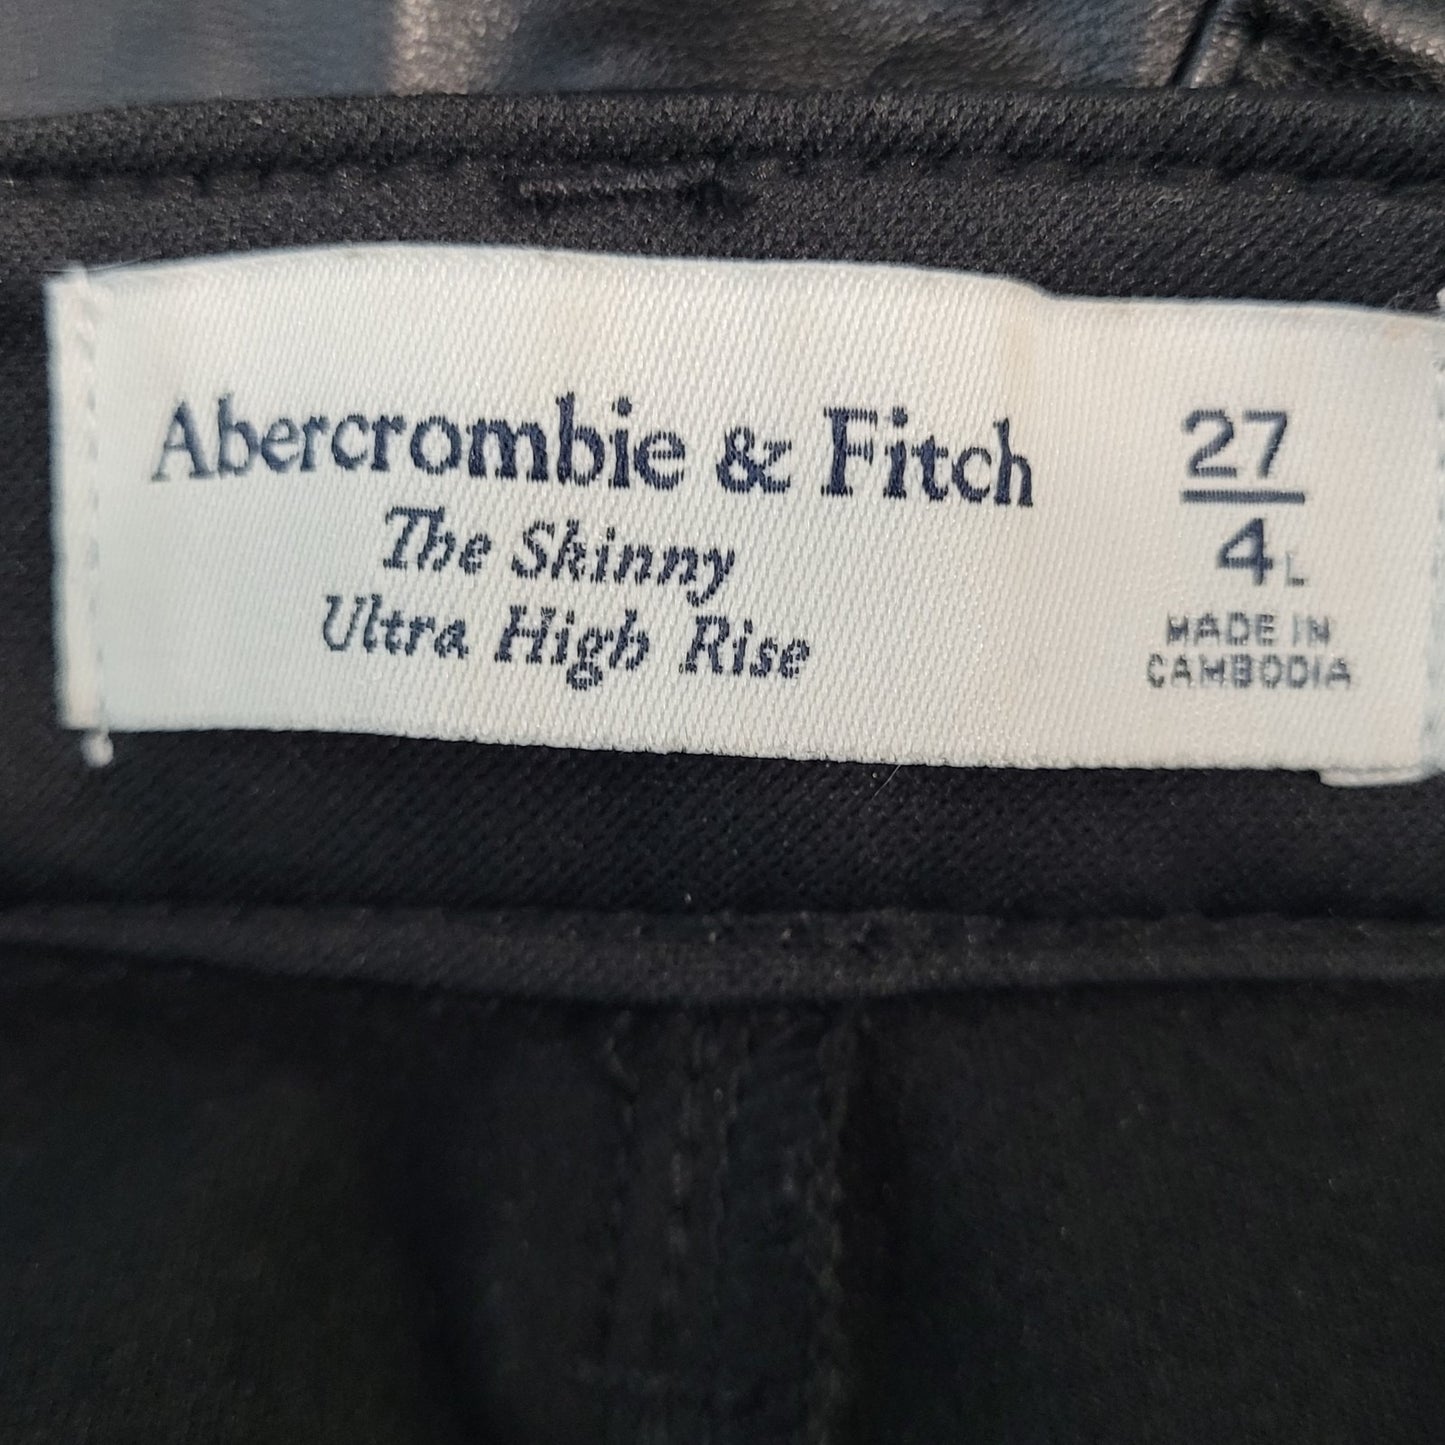 Abercrombie & Fitch
The Skinny
Ultra High Rise
27
4L
MADE IN
CAMBODIA